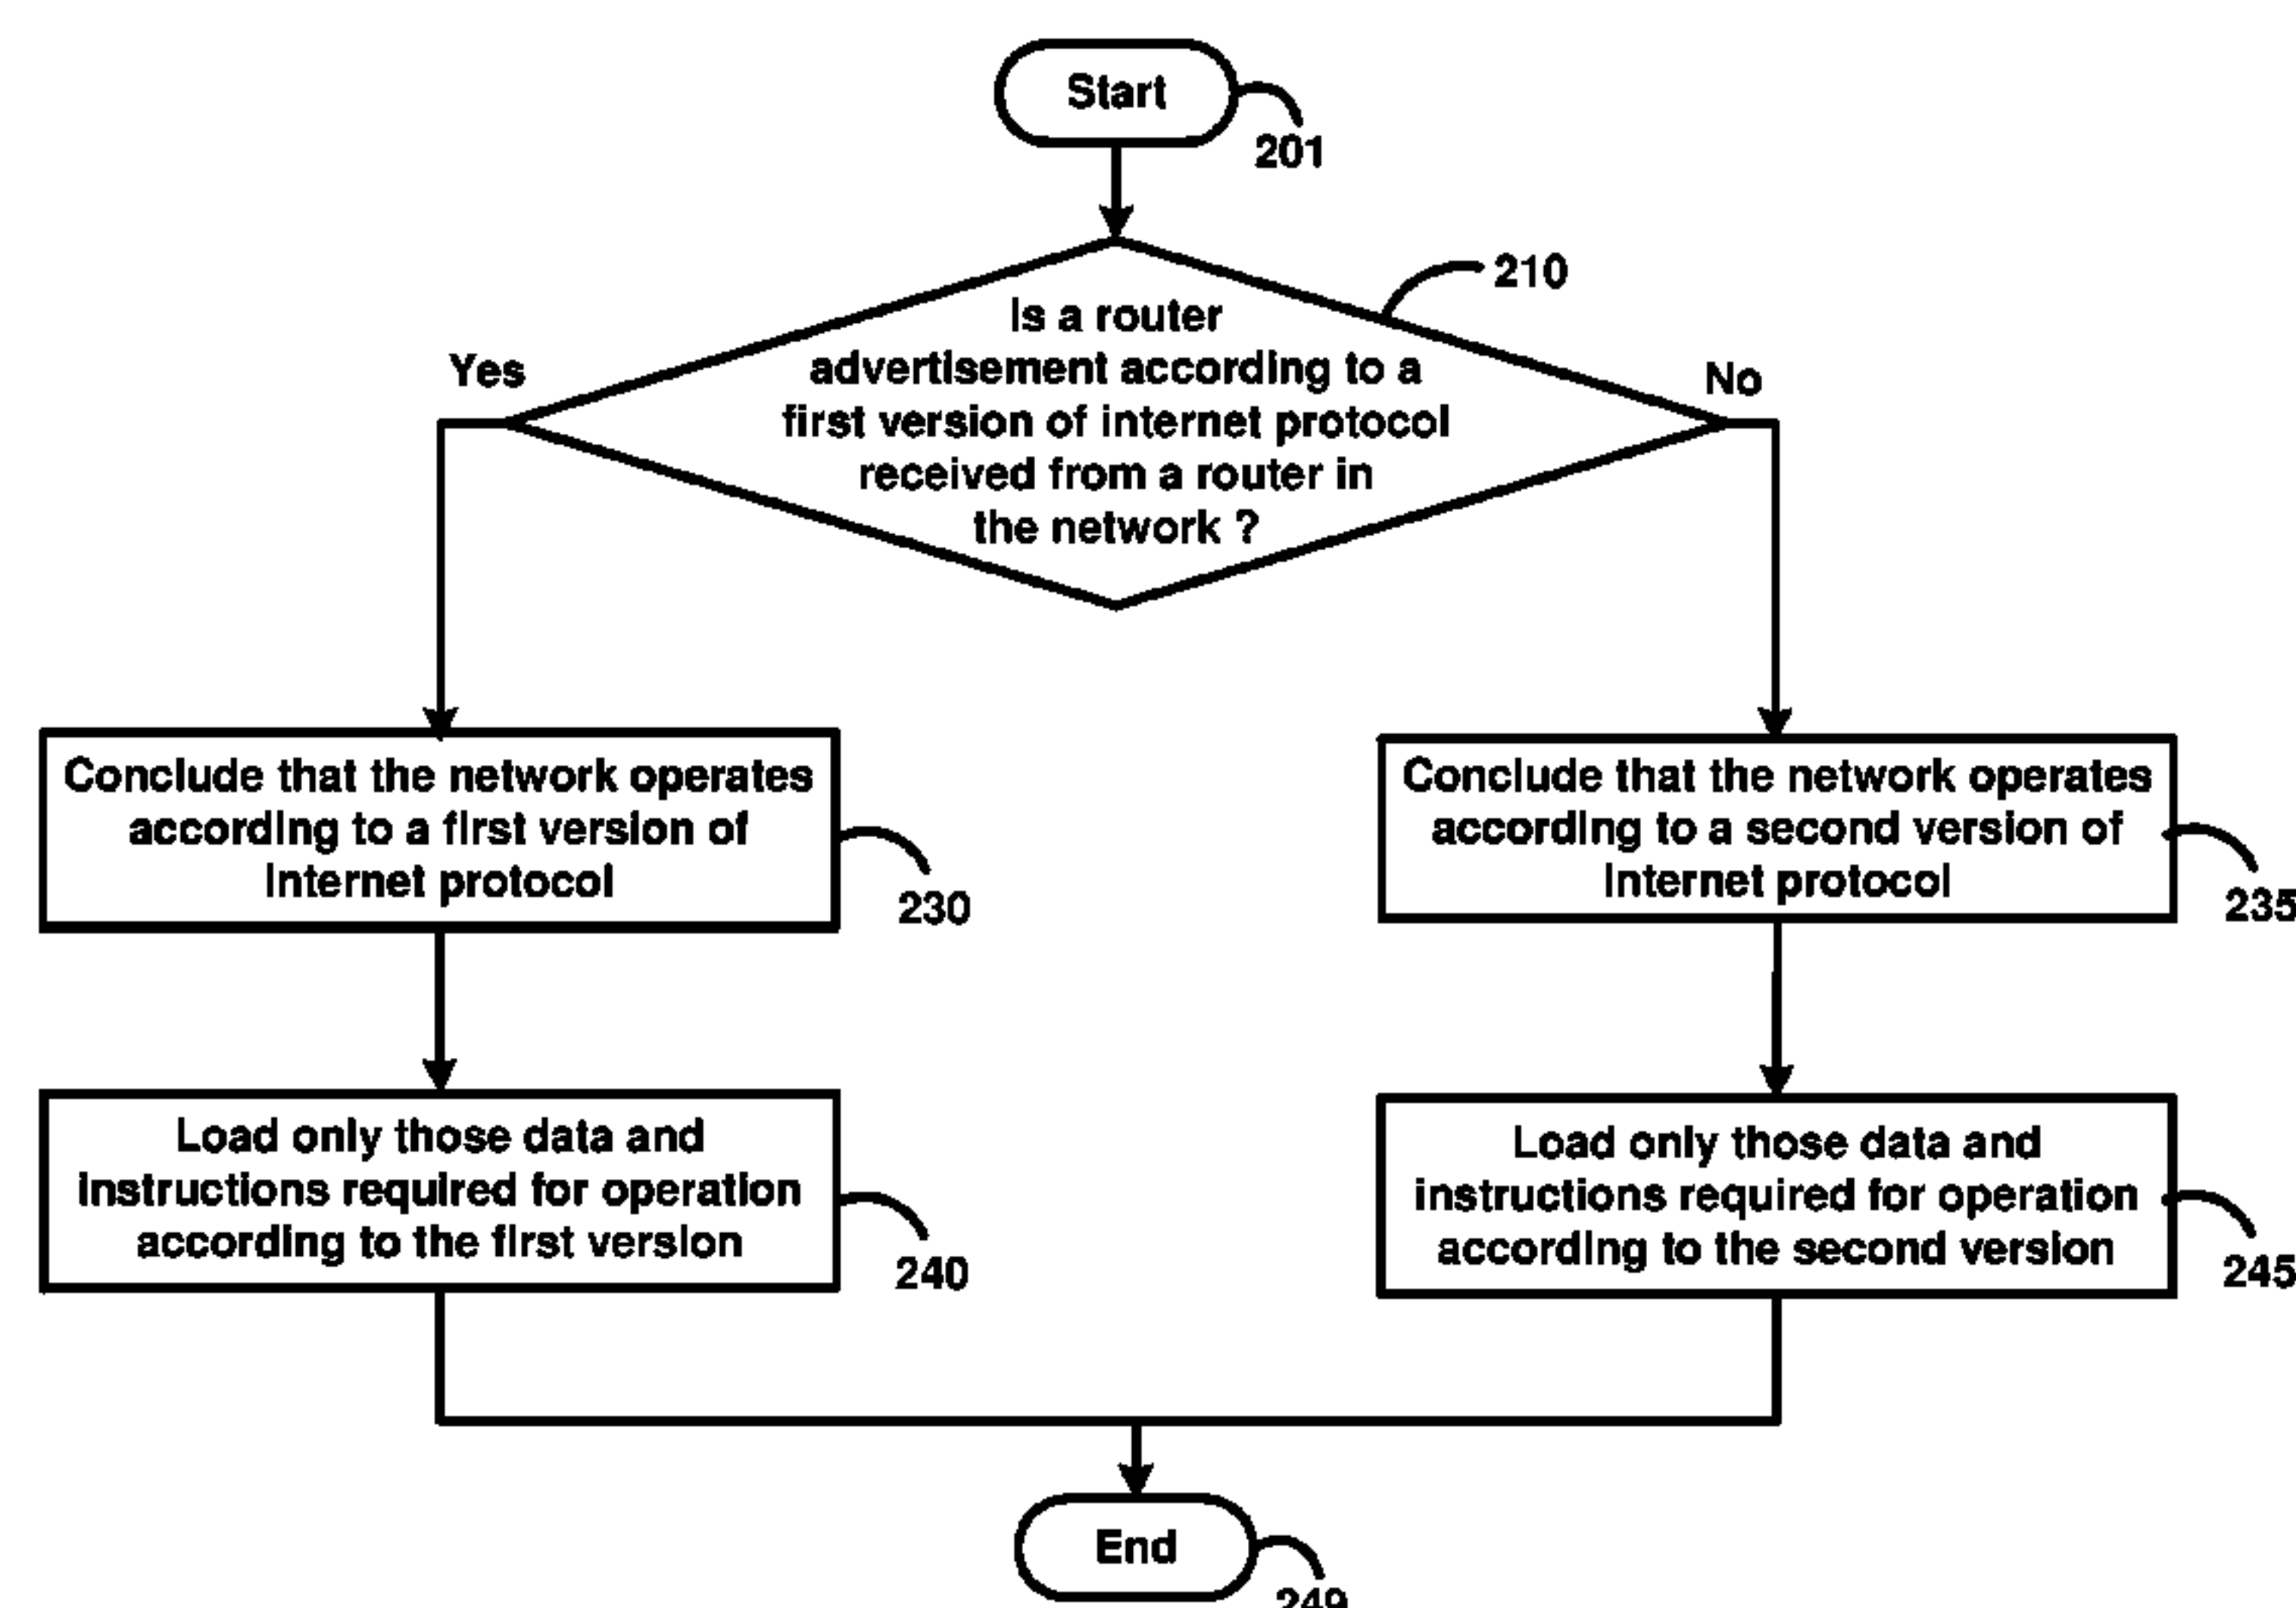 Start
201
210
Is a router
advertisement according to a
first version of internet protocol
received from a router in
the network ?
Yes
No
Conclude that the network operates
according to a first version of
Internet protocol
230
Conclude that the network operates
according to a second version of
Internet protocol
235
Load only those data and
instructions required for operation
according to the first version
240
Load only those data and
instructions required for operation
according to the second version
245
End
249